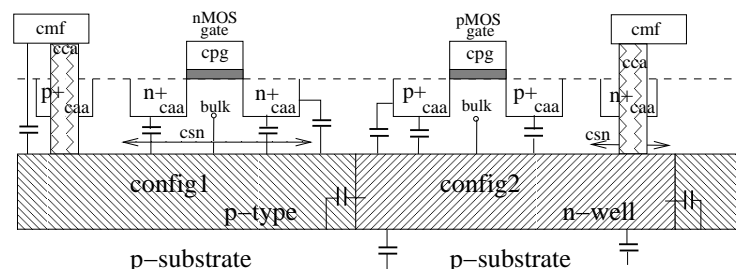 nMOS
gate
pMOS
gate
cmf
cca
cpg
cpg
cmf
cca
p+
caa
n+
caa
n+
caa
bulk
p+
caa
p+
caa
bulk
n+
caa
csn
csn
config1
config2
p-type
n-well
p-substrate
p-substrate